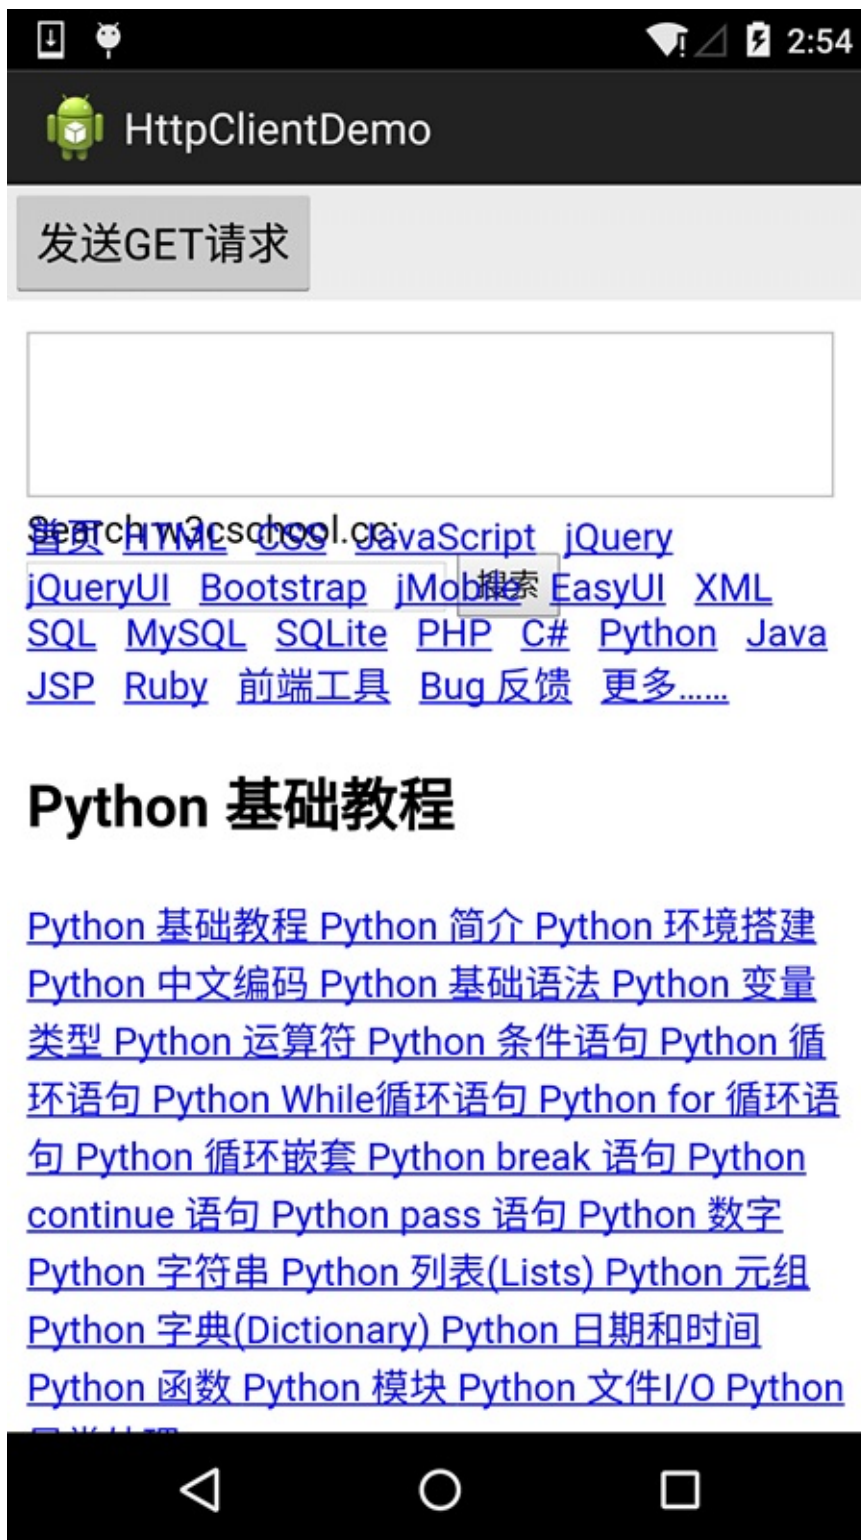 2:54
HttpClientDemo
发送GET请求
Search w3cschool.cc:
首页 HTML CSS JavaScript jQuery
搜索
jQueryUI Bootstrap jMobile EasyUI XML
SQL MySQL SQLite PHP C# Python Java
JSP Ruby 前端工具 Bug 反馈 更多......
Python 基础教程
Python 基础教程 Python 简介 Python 环境搭建
Python 中文编码 Python 基础语法 Python 变量
类型 Python 运算符 Python 条件语句 Python 循
环语句 Python While循环语句 Python for 循环语
句 Python 循环嵌套 Python break 语句 Python
continue 语句 Python pass 语句 Python 数字
Python 字符串 Python 列表(Lists) Python 元组
Python 字典(Dictionary) Python 日期和时间
Python 函数 Python 模块 Python 文件I/O Python